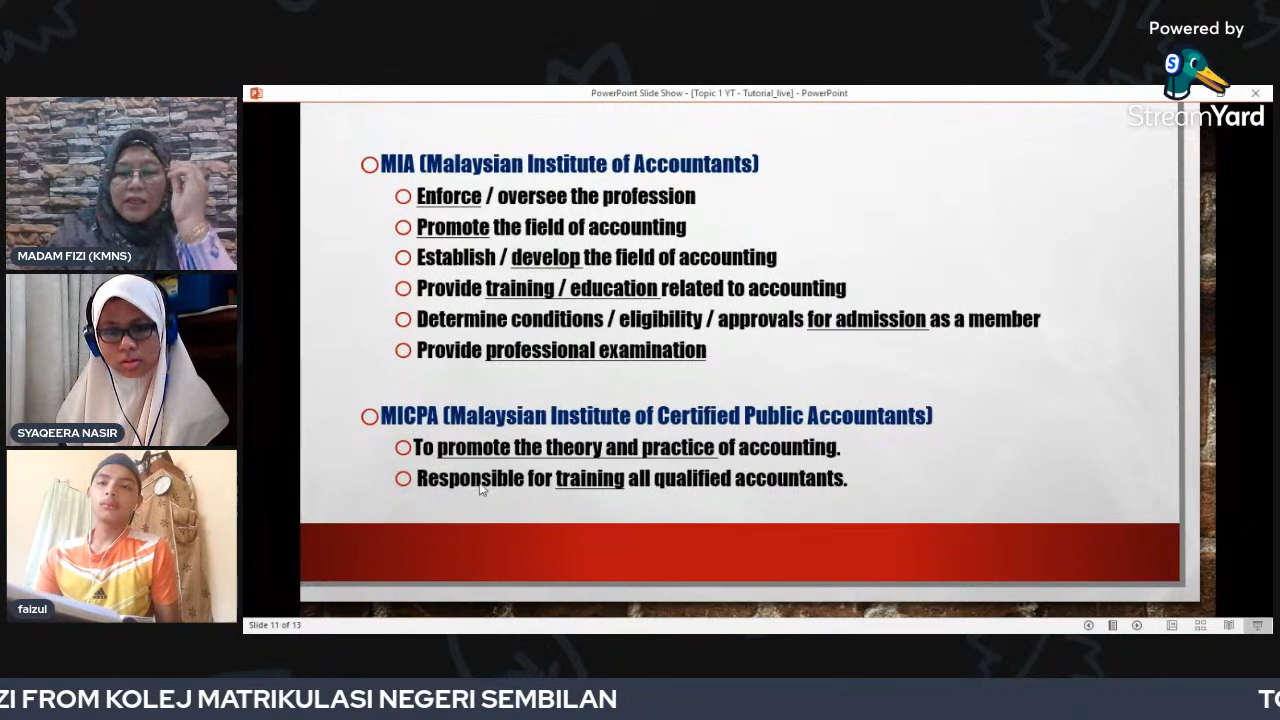 Powered by
StreamYard
PowerPoint Slide Show - [Topic 1 YT - Tutorial_live] - PowerPoint
MIA (Malaysian Institute of Accountants)
Enforce / oversee the profession
Promote the field of accounting
Establish / develop the field of accounting
Provide training / education related to accounting
Determine conditions / eligibility / approvals for admission as a member
Provide professional examination
MICPA (Malaysian Institute of Certified Public Accountants)
To promote the theory and practice of accounting.
Responsible for training all qualified accountants.
MADAM FIZI (KMNS)
SYAQEERA NASIR
faizul
Slide 11 of 13
ZI FROM KOLEJ MATRIKULASI NEGERI SEMBILAN
TO